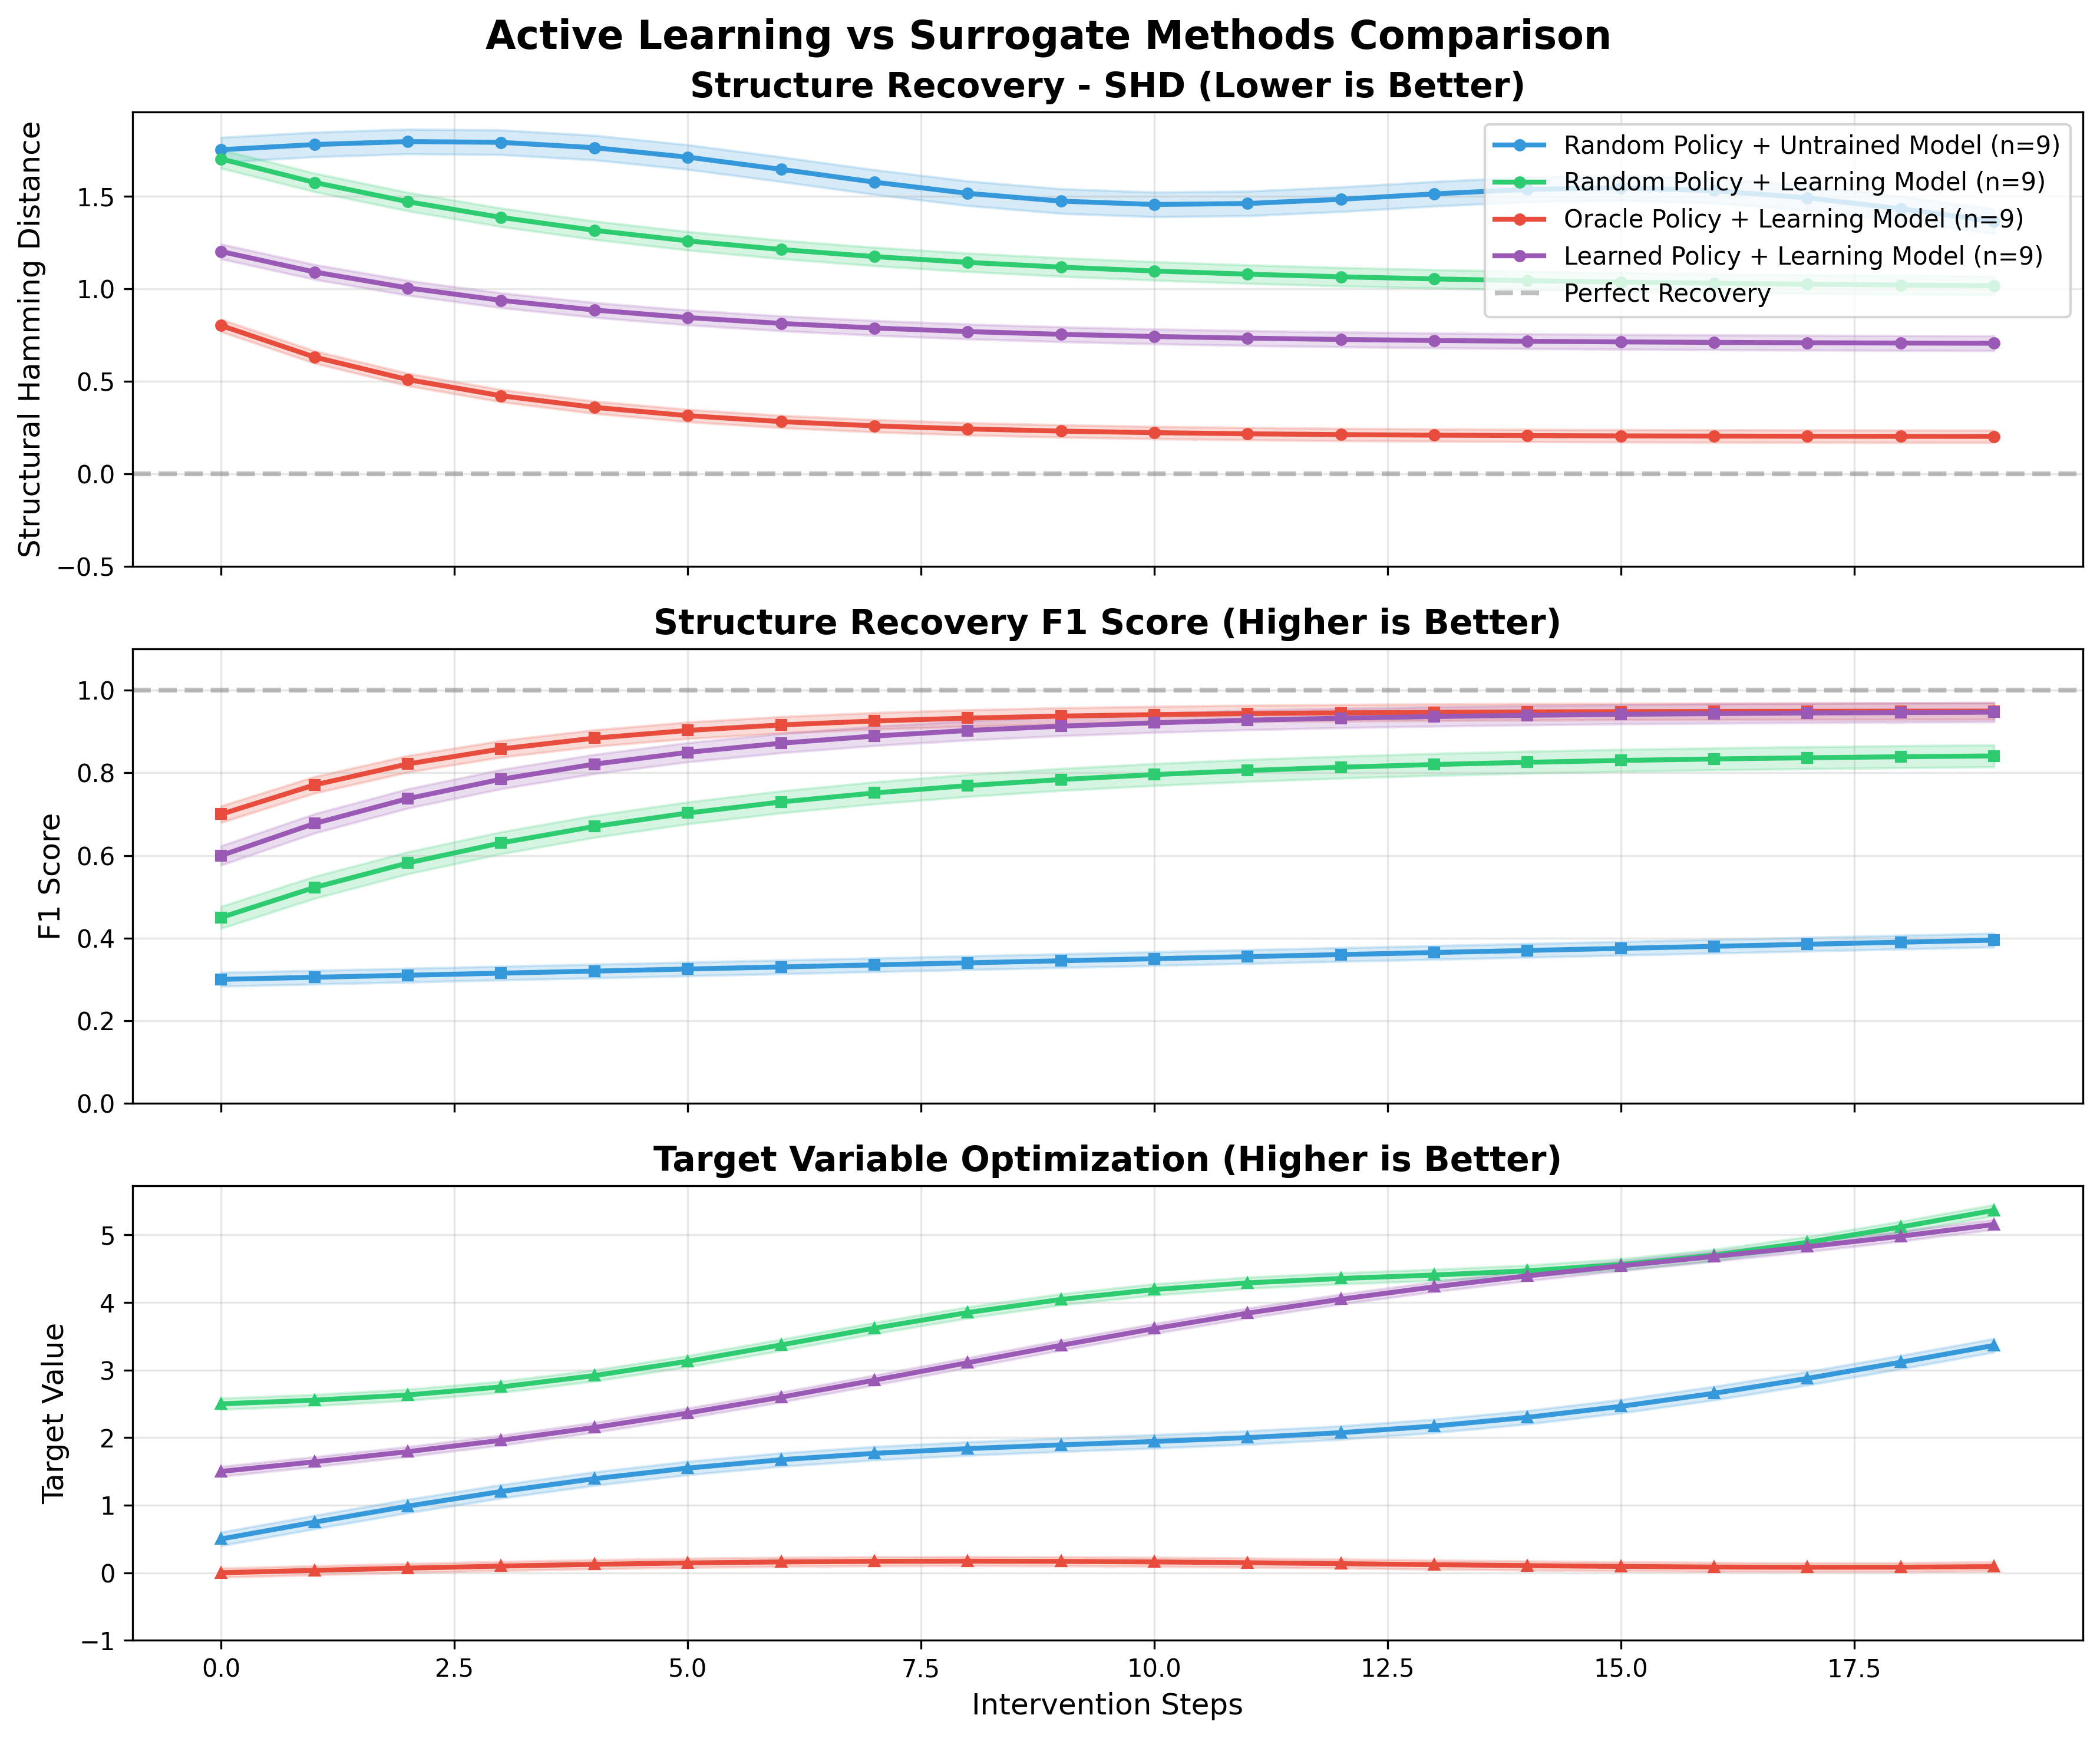 Active Learning vs Surrogate Methods Comparison
Structure Recovery - SHD (Lower is Better)
Structural Hamming Distance
1.5
1.0
0.5
0.0
−0.5
Random Policy + Untrained Model (n=9)
Random Policy + Learning Model (n=9)
Oracle Policy + Learning Model (n=9)
Learned Policy + Learning Model (n=9)
Perfect Recovery
Structure Recovery F1 Score (Higher is Better)
F1 Score
1.0
0.8
0.6
0.4
0.2
0.0
Target Variable Optimization (Higher is Better)
Target Value
5
4
3
2
1
0
−1
0.0 2.5 5.0 7.5 10.0 12.5 15.0 17.5
Intervention Steps